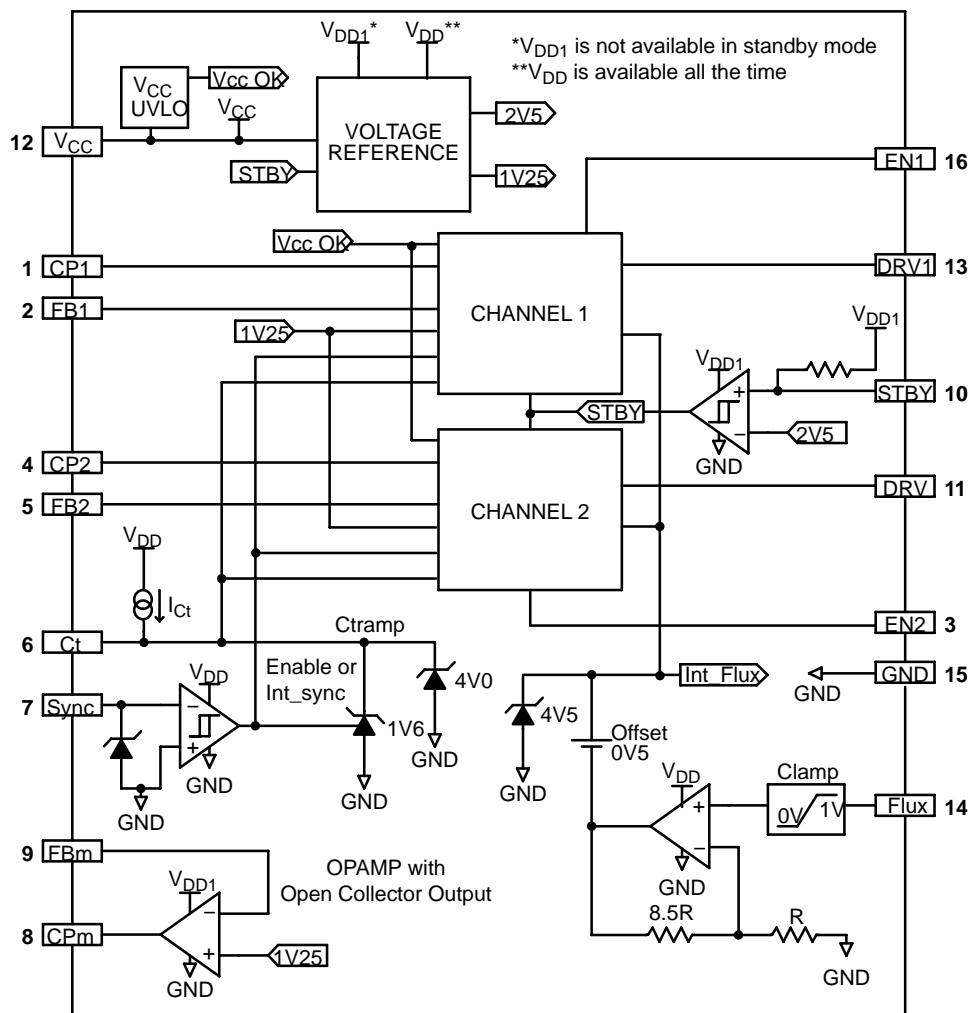 VDD1*
VDD**
*VDD1 is not available in standby mode
**VDD is available all the time
VCC
UVLO
Vcc OK
VCC
VOLTAGE
REFERENCE
2V5
12 VCC
STBY
1V25
EN1 16
Vcc OK
1 CP1
DRV1 13
2 FB1
CHANNEL 1
1V25
VDD1
VDD1
+
STBY 10
STBY
−
2V5
GND
4 CP2
DRV 11
5 FB2
CHANNEL 2
VDD
ICt
6 Ct
Ctramp
EN2 3
Enable or
Int_sync
4V0
Int_Flux
GND 15
GND
7 Sync
VDD
−
+
1V6
GND
4V5
Offset
0V5
GND
GND
GND
GND
VDD
Clamp
+
0V 1V
Flux 14
−
GND
9 FBm
OPAMP with
Open Collector Output
VDD1
−
8.5R
R
8 CPm
+
1V25
GND
GND